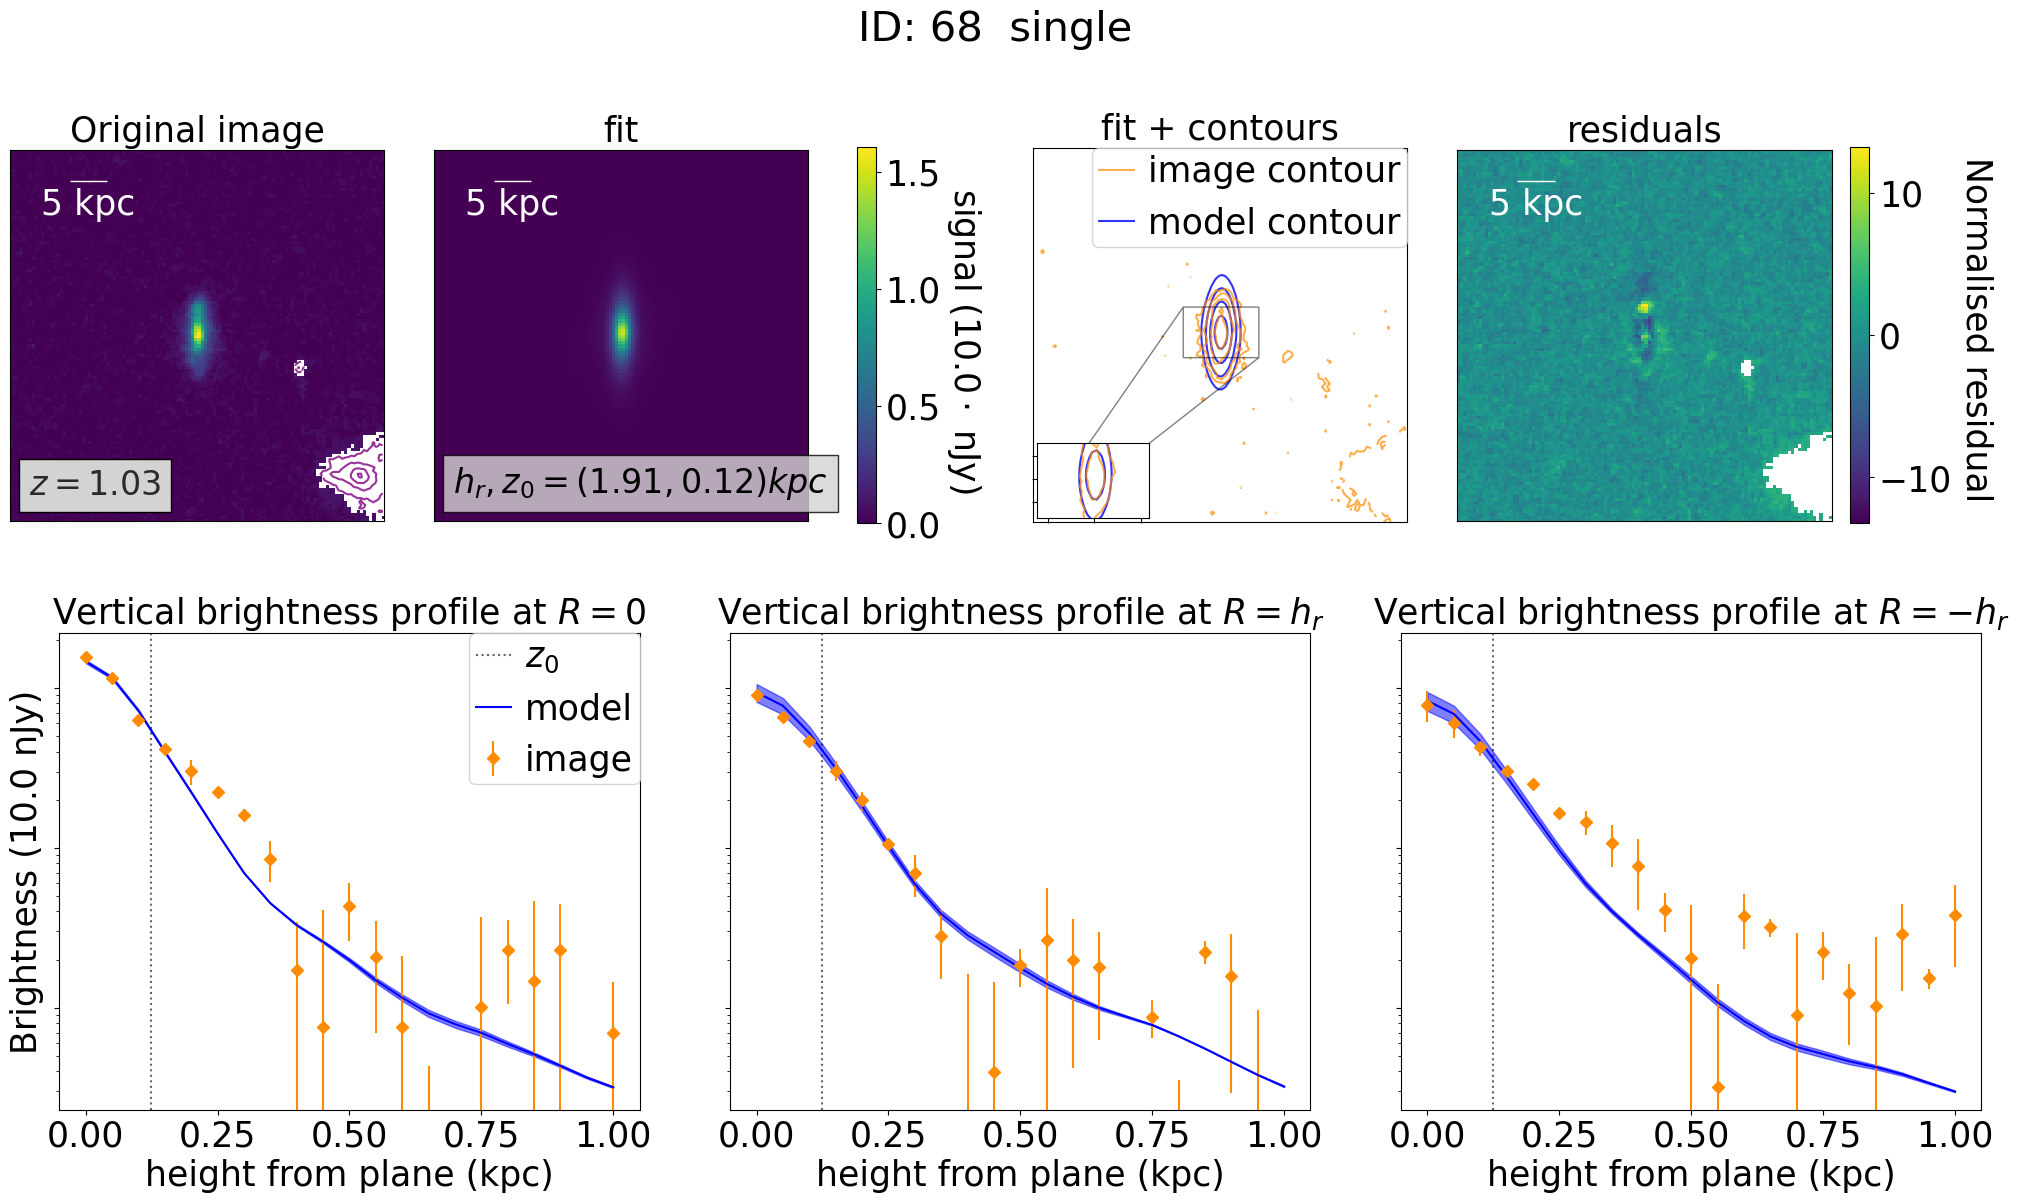 ID: 68  single
Original image
fit
fit + contours
residuals
5 kpc
z = 1.03
5 kpc
h_r, z_0 = (1.91, 0.12)kpc
1.5
1.0
0.5
0.0
signal (10.0 · nJy)
image contour
model contour
5 kpc
10
0
−10
Normalised residual
Vertical brightness profile at R = 0
Vertical brightness profile at R = h_r
Vertical brightness profile at R = −h_r
z_0
model
image
Brightness (10.0 nJy)
0.00 0.25 0.50 0.75 1.00
height from plane (kpc)
0.00 0.25 0.50 0.75 1.00
height from plane (kpc)
0.00 0.25 0.50 0.75 1.00
height from plane (kpc)